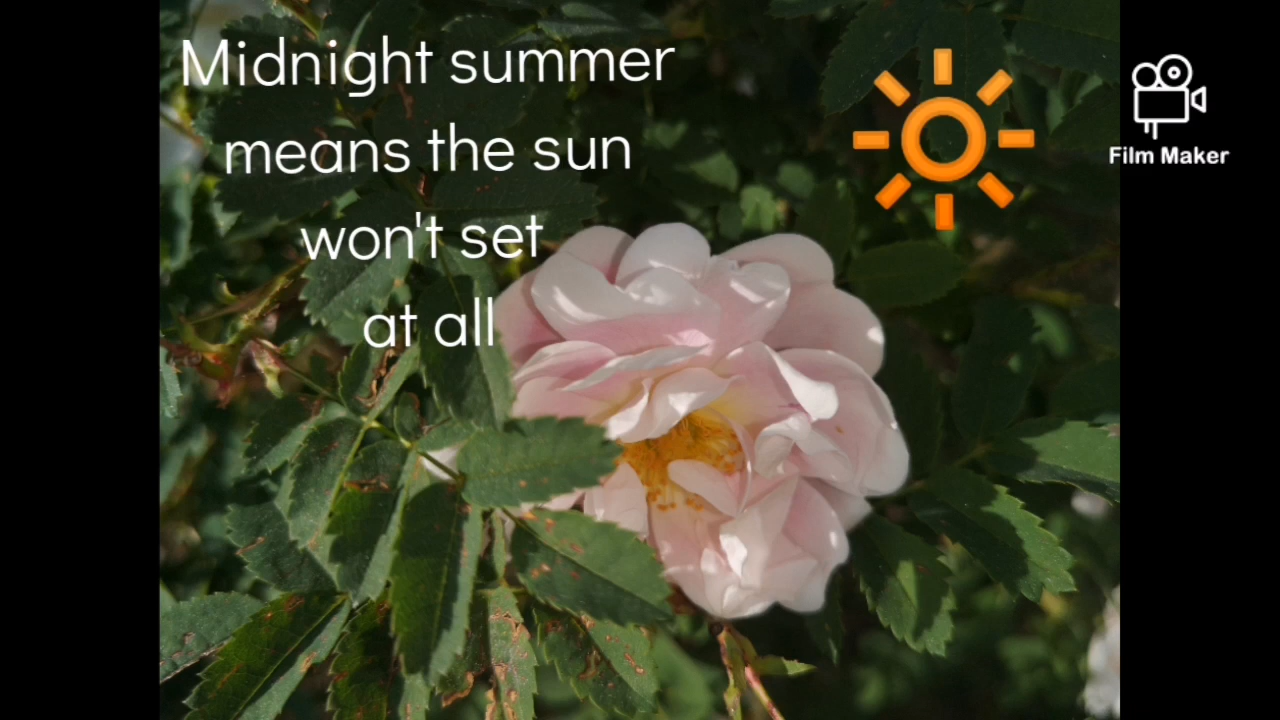 Midnight summer
means the sun
won't set
at all
Film Maker